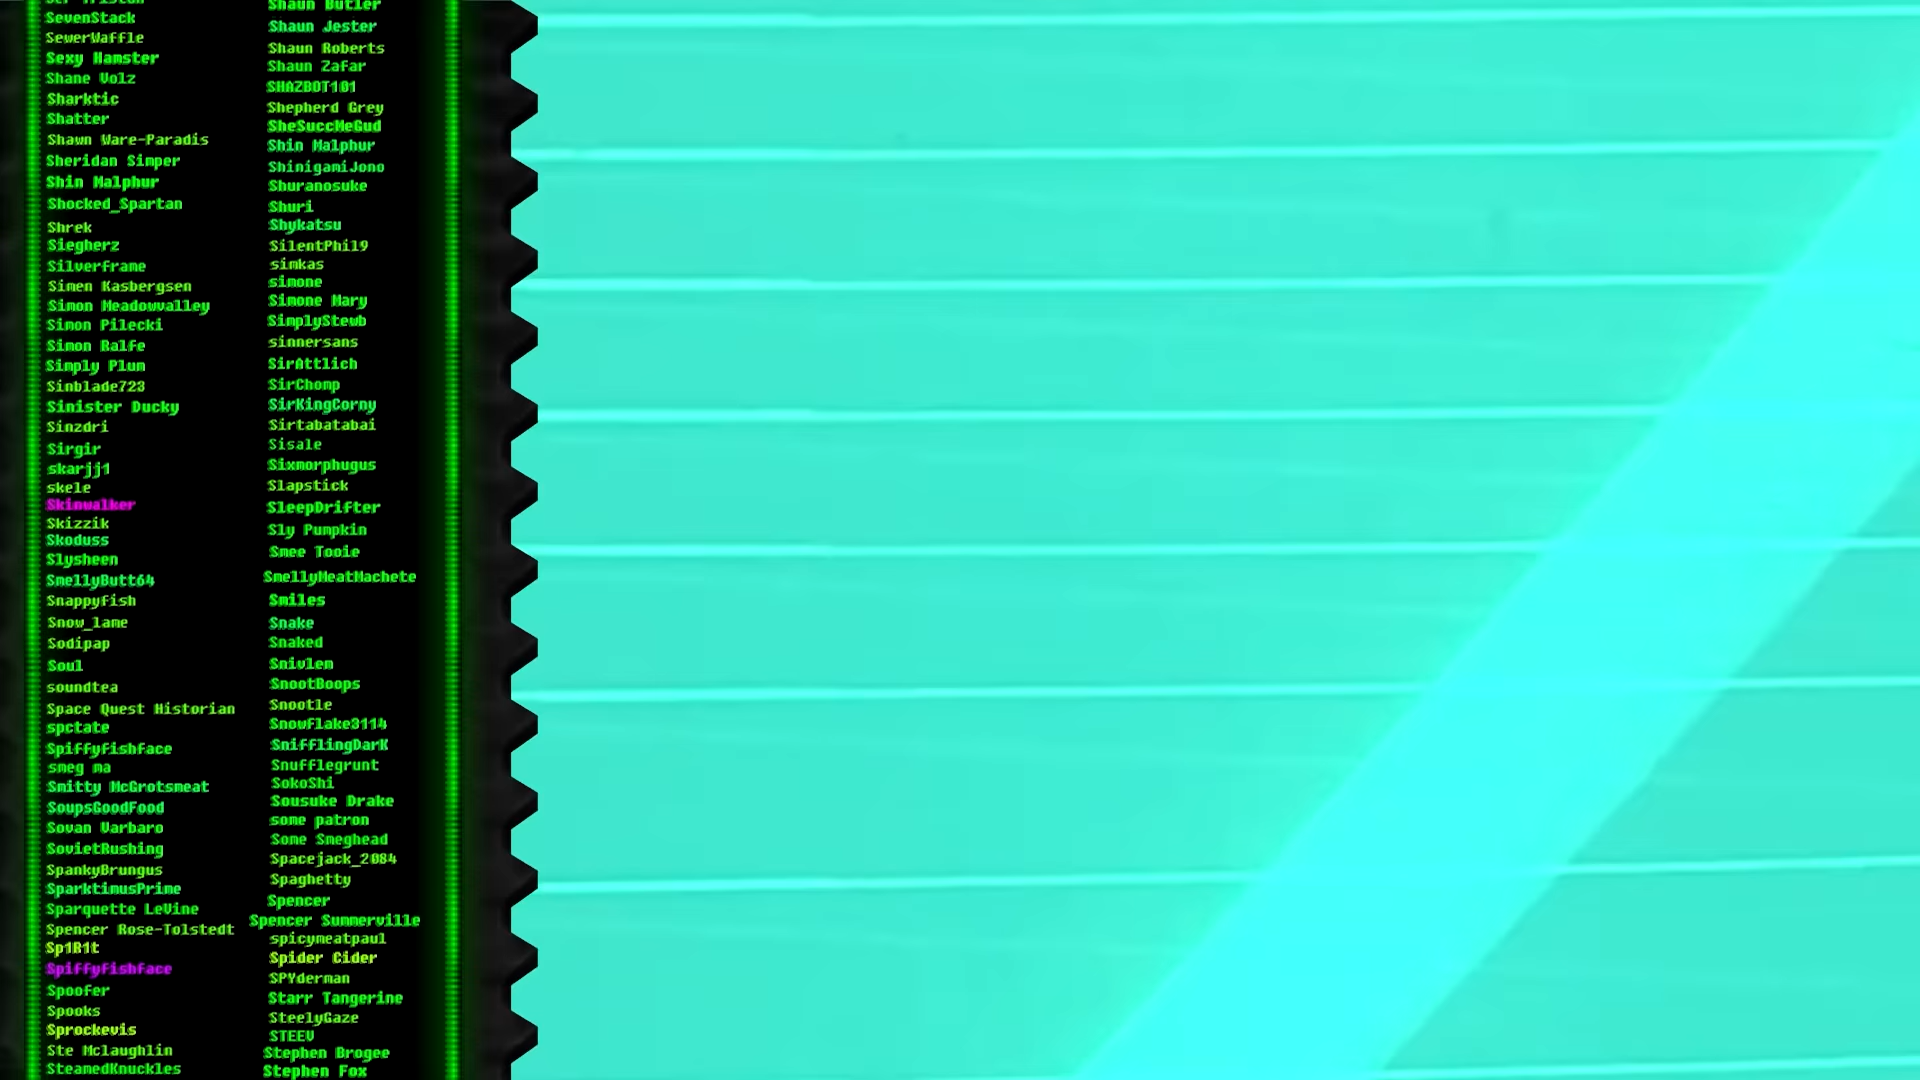 SevenStack
SewerWaffle
Sexy Hamster
Shane Volz
Sharktic
Shatter
Shawn Ware-Paradis
Sheridan Simper
Shin Malphur
Shocked_Spartan
Shrek
Siegherz
Silverframe
Simen Kasbergsen
Simon Meadowvalley
Simon Pilecki
Simon Ralfe
Simply Plum
Sinblade723
Sinister Ducky
Sinzdri
Sirgir
skarjj1
skele
Skinwalker
Skizzik
Skoduss
Slysheen
SmellyButt64
Snappyfish
Snow_lame
Sodipap
Soul
soundtea
Space Quest Historian
spctate
Spiffyfishface
smeg ma
Smitty McGrotsmeat
SoupsGoodFood
Sovan Varbaro
SovietRushing
SpankyBrungus
SparktimusPrime
Sparquette LeVine
Spencer Rose-Tolstedt
Sp1R1t
Spiffyfishface
Spoofer
Spooks
Sprockevis
Ste Mclaughlin
SteamedKnuckles
Shaun Butler
Shaun Jester
Shaun Roberts
Shaun Zafar
SHAZBOT101
Shepherd Grey
SheSuccMeGud
Shin Malphur
ShinigamiJono
Shuranosuke
Shuri
Shykatsu
SilentPhil9
simkas
simone
Simone Mary
SimplyStewb
sinnersans
SirAttlich
SirChomp
SirKingCorny
Sirtabatabai
Sisale
Sixmorphugus
Slapstick
SleepDrifter
Sly Pumpkin
Smee Tooie
SmellyMeatMachete
Smiles
Snake
Snaked
Snivlem
SnootBoops
Snootle
Snowflake3114
SnifflingDarK
Snufflegrunt
SokoShi
Sousuke Drake
some patron
Some Smeghead
Spacejack_2084
Spaghetty
Spencer
Spencer Summerville
spicymeatpaul
Spider Cider
SPYderman
Starr Tangerine
SteelyGaze
STEEV
Stephen Brogee
Stephen Fox